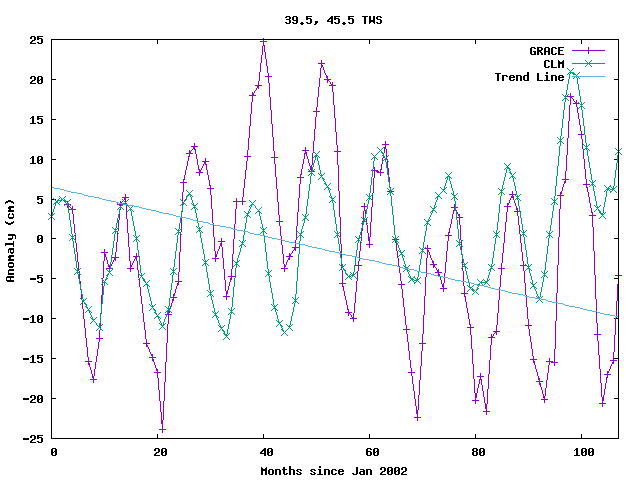 39.5, 45.5 TWS
GRACE
CLM
Trend Line
25
20
15
10
5
0
-5
-10
-15
-20
-25
Anomaly (cm)
0 20 40 60 80 100
Months since Jan 2002